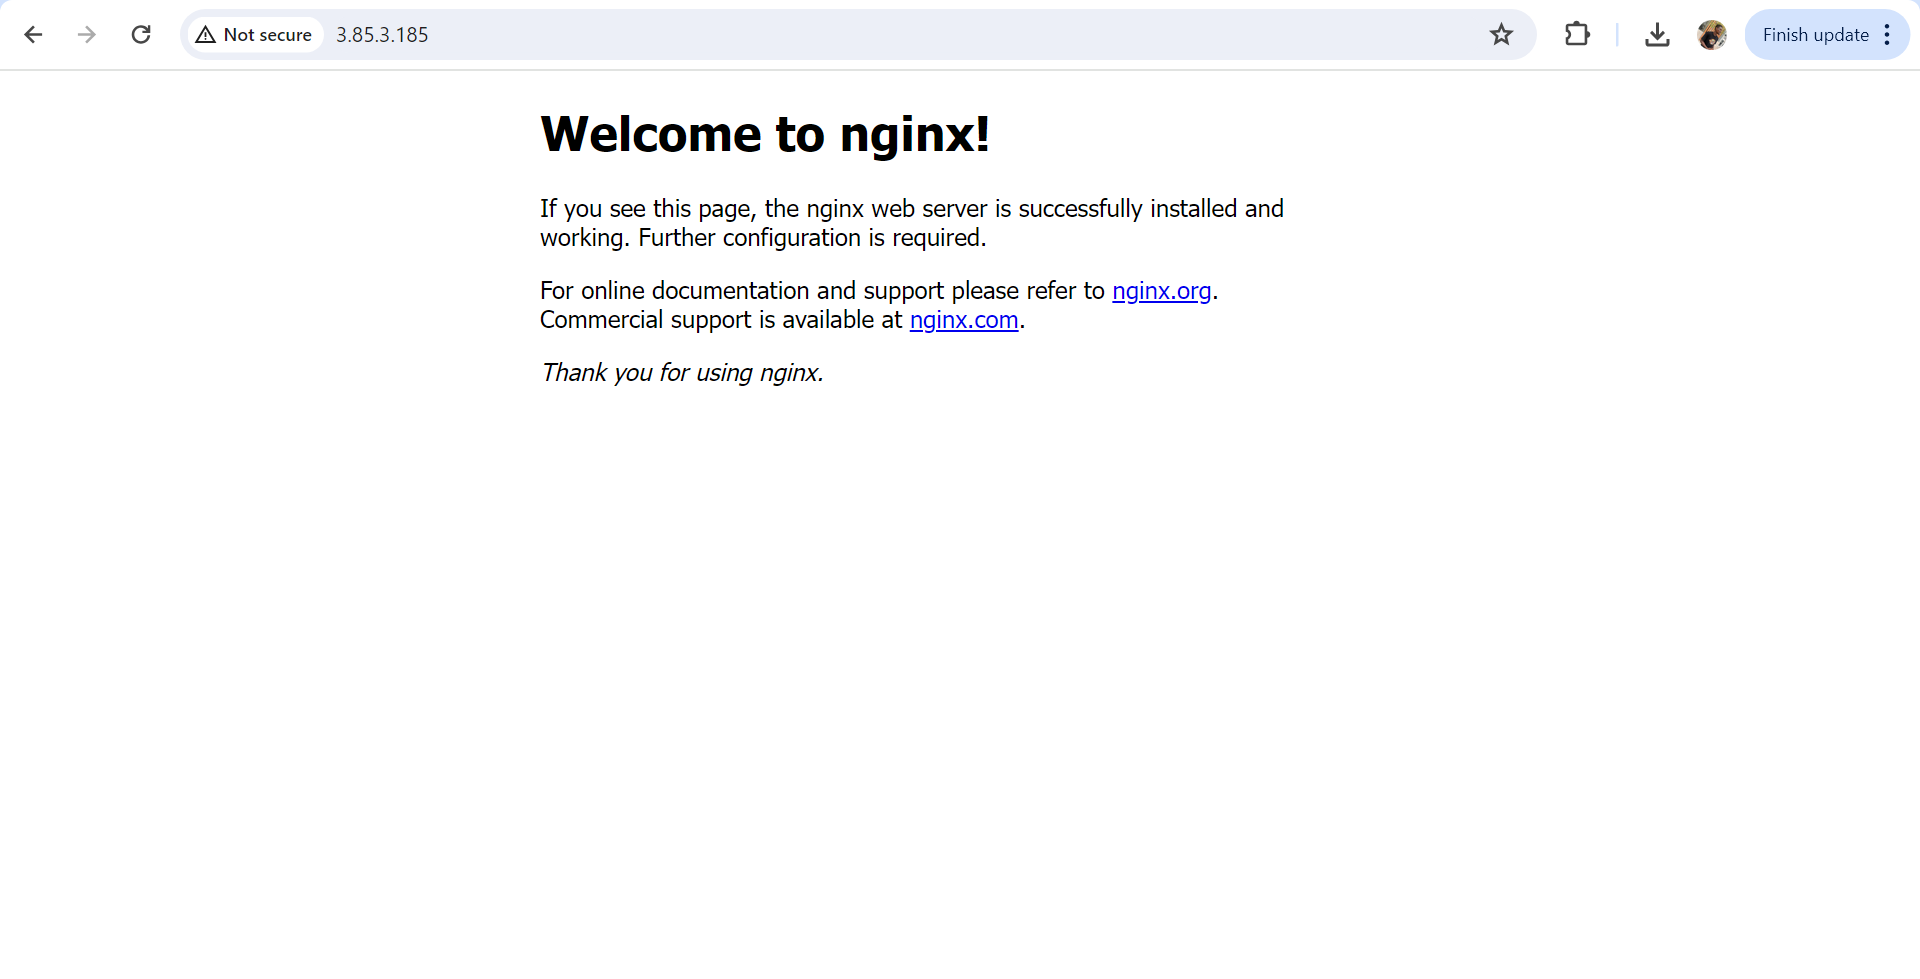 Not secure 3.85.3.185 Finish update
Welcome to nginx!
If you see this page, the nginx web server is successfully installed and
working. Further configuration is required.
For online documentation and support please refer to nginx.org.
Commercial support is available at nginx.com.
Thank you for using nginx.